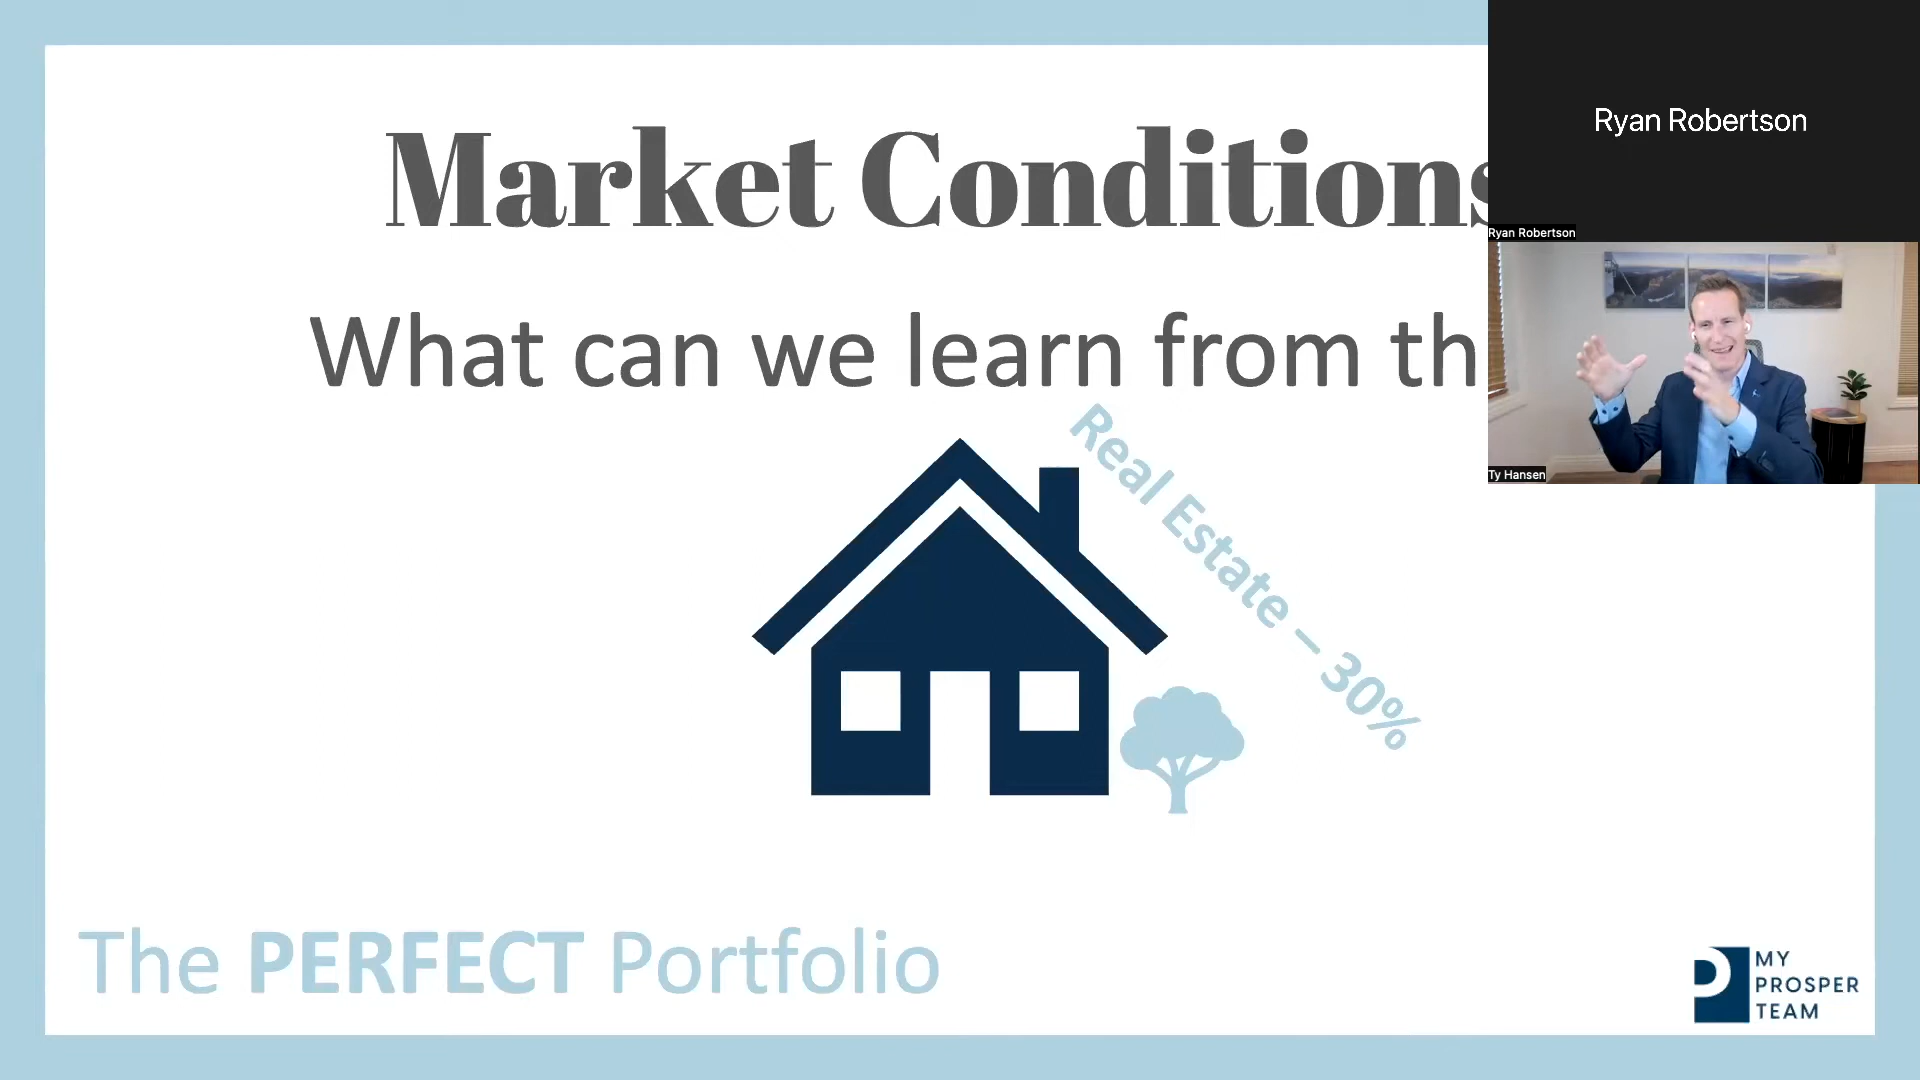 Market Conditions
What can we learn from th
Real Estate – 30%
The PERFECT Portfolio
MY
PROSPER
TEAM
Ryan Robertson
Ryan Robertson
Ty Hansen